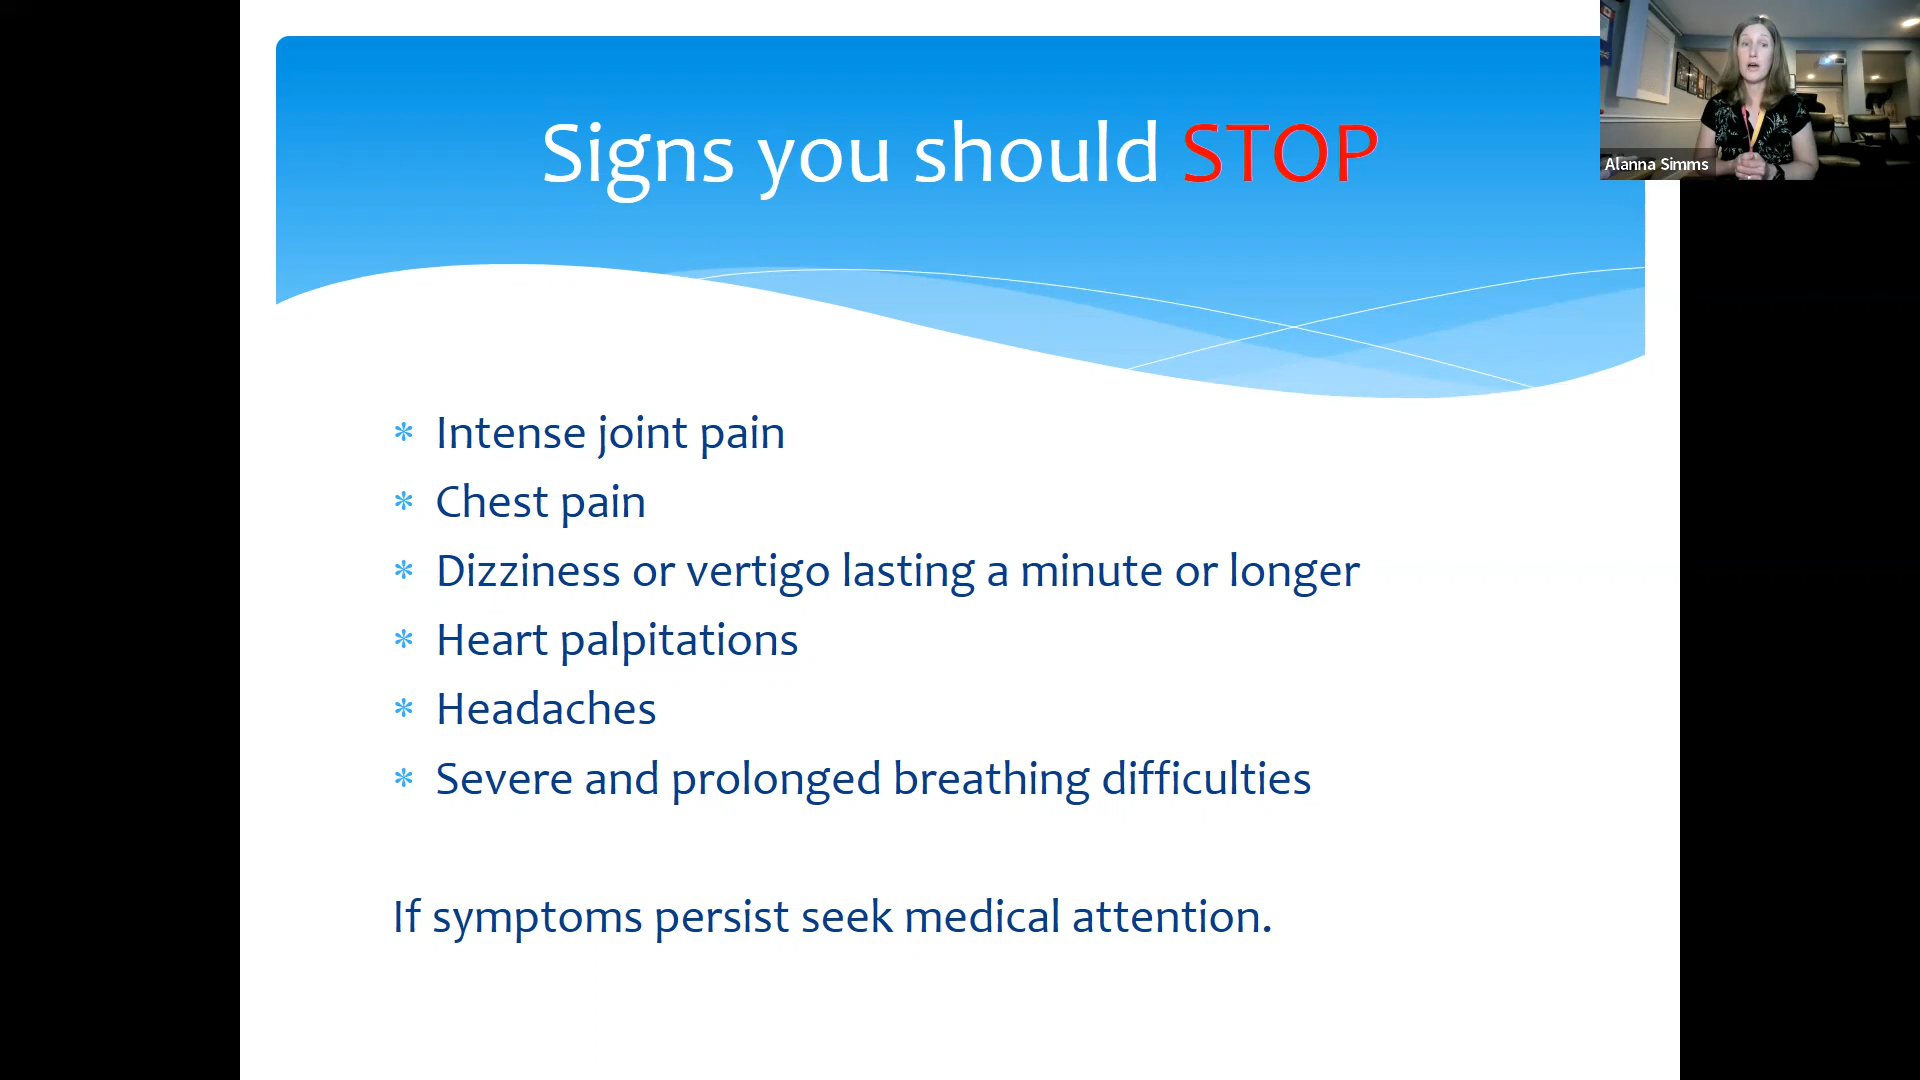 Signs you should STOP
Alanna Simms
* Intense joint pain
* Chest pain
* Dizziness or vertigo lasting a minute or longer
* Heart palpitations
* Headaches
* Severe and prolonged breathing difficulties
If symptoms persist seek medical attention.